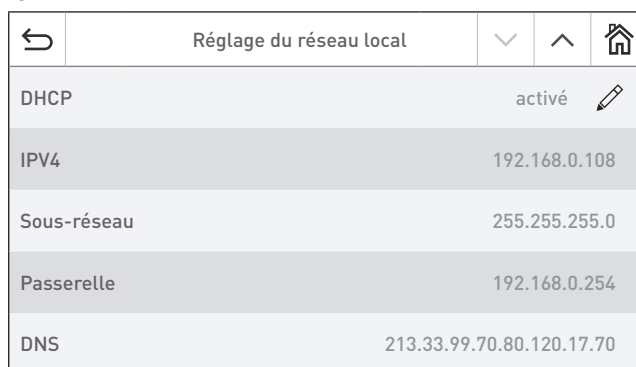 Réglage du réseau local
DHCP activé
IPV4 192.168.0.108
Sous-réseau 255.255.255.0
Passerelle 192.168.0.254
DNS 213.33.99.70.80.120.17.70